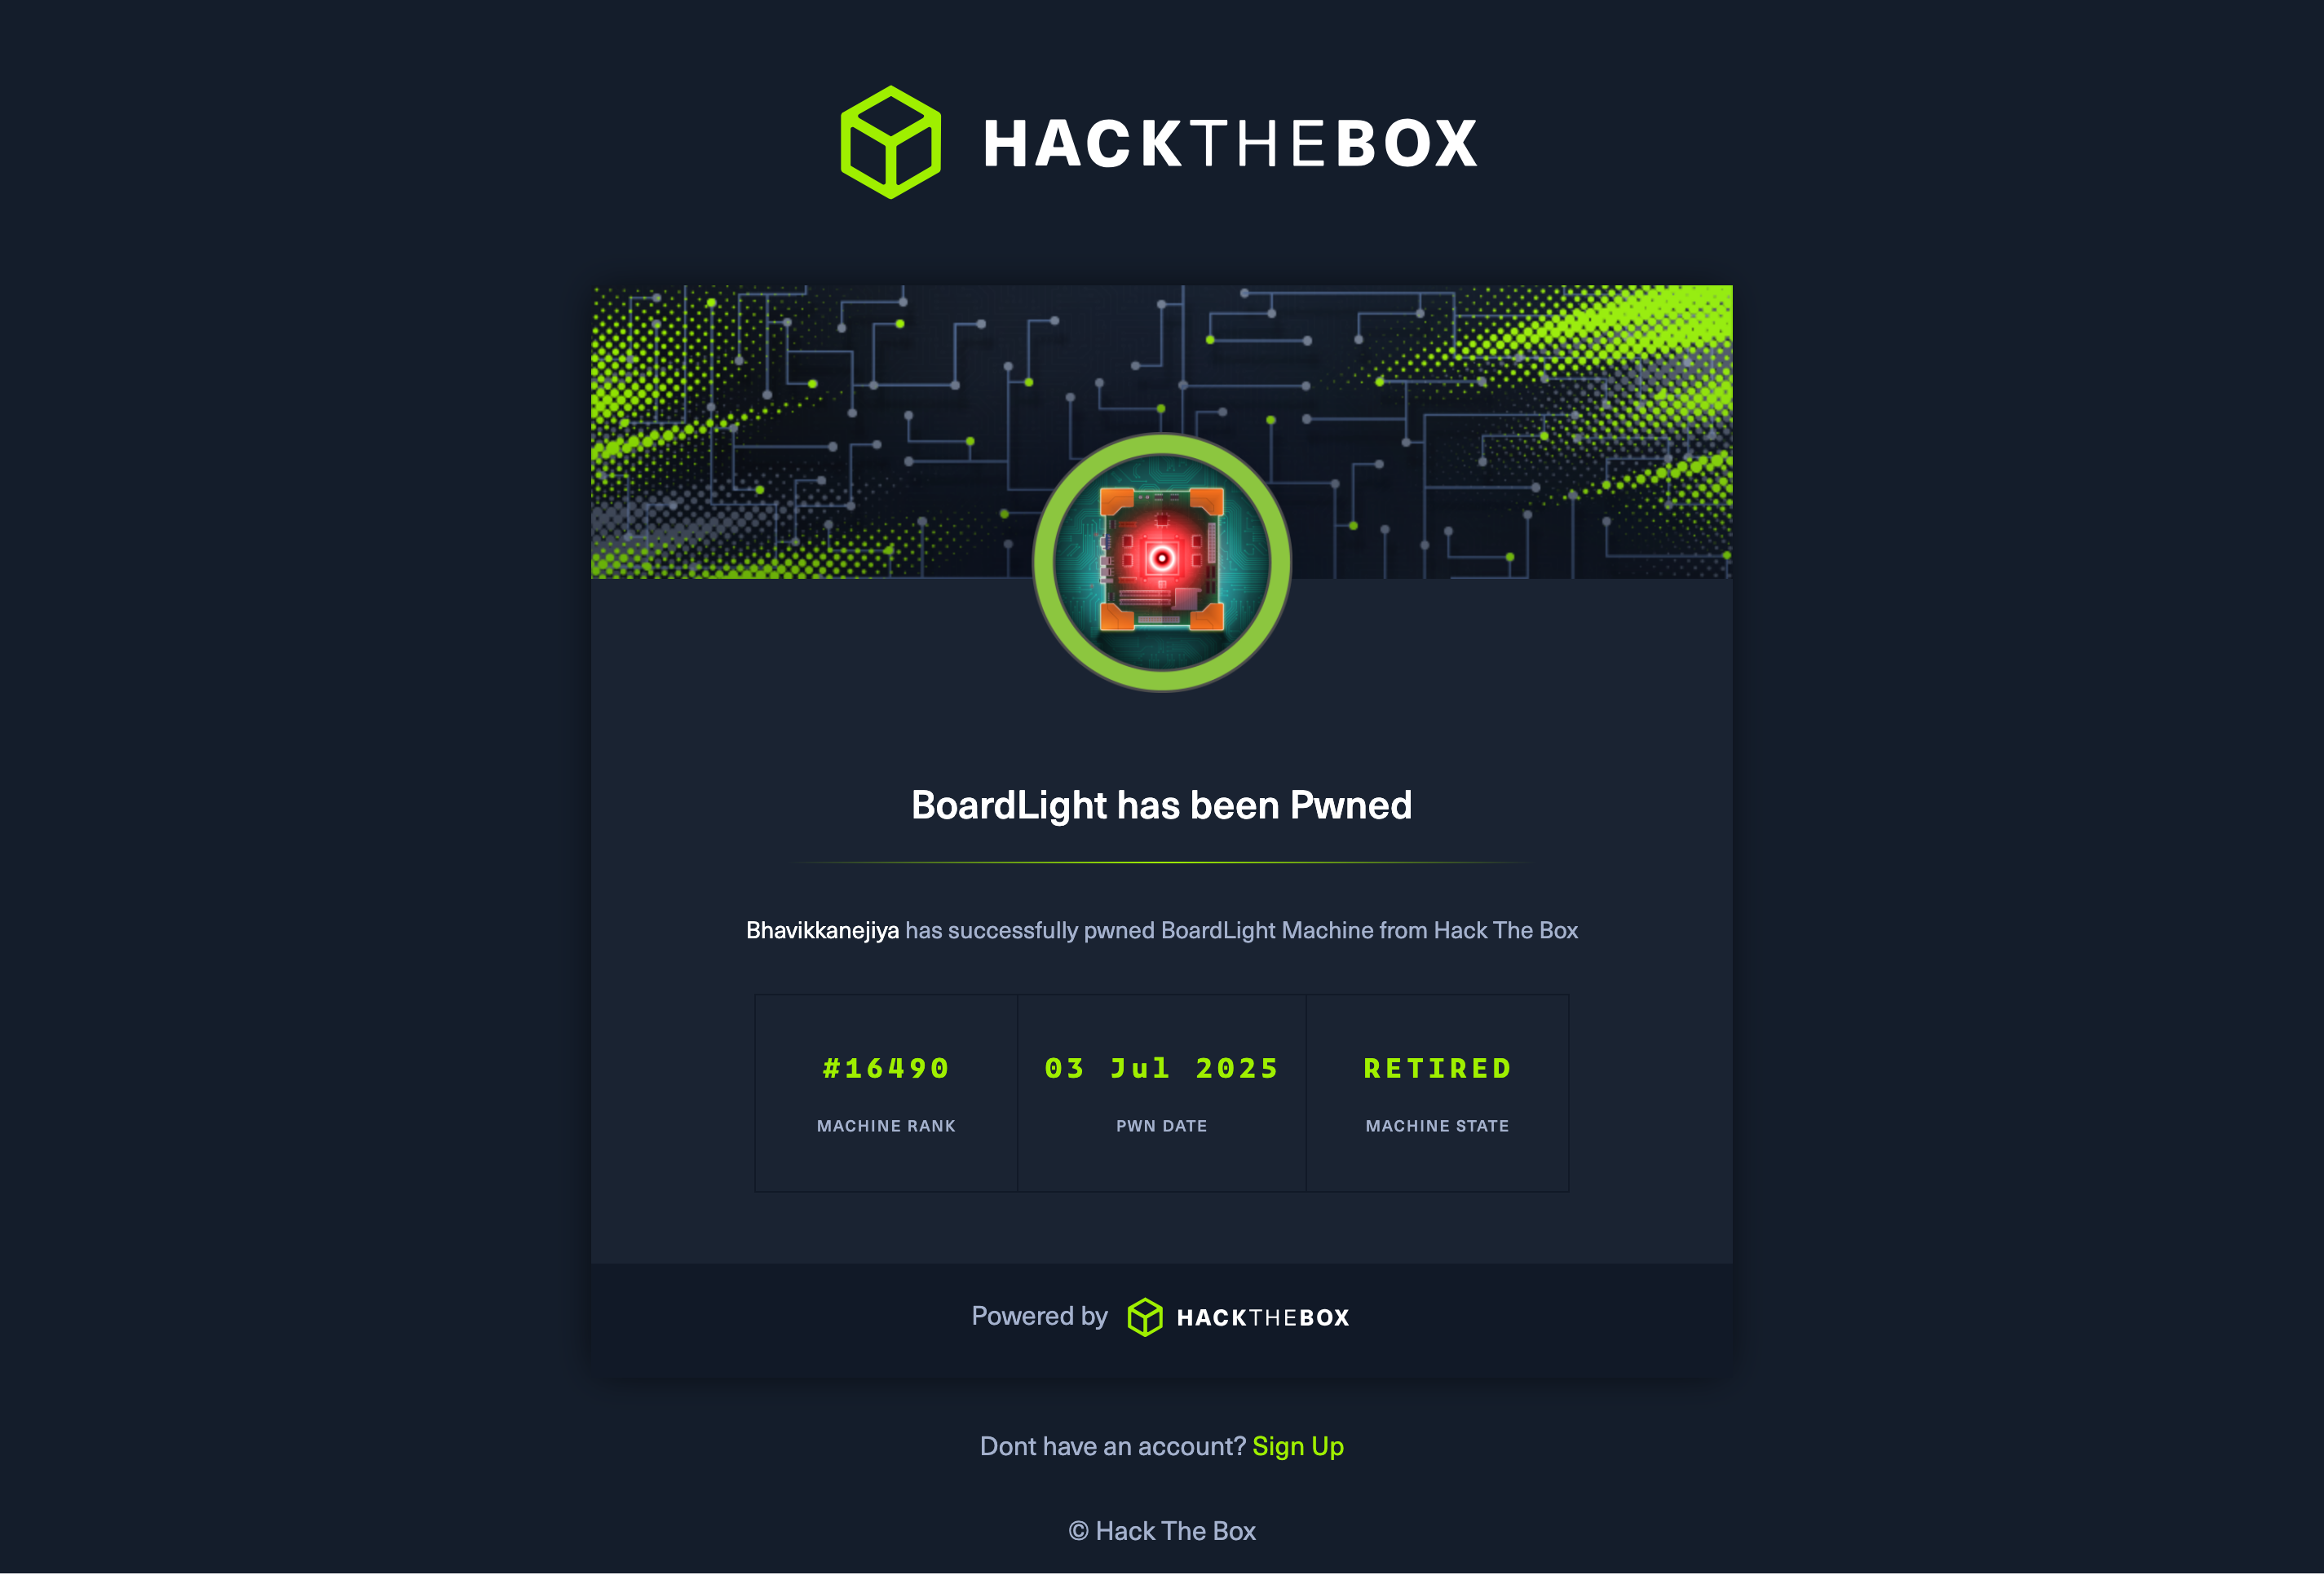 HACKTHEBOX
BoardLight has been Pwned
Bhavikkanejiya has successfully pwned BoardLight Machine from Hack The Box
#16490
MACHINE RANK
03 Jul 2025
PWN DATE
RETIRED
MACHINE STATE
Powered by HACKTHEBOX
Dont have an account? Sign Up
© Hack The Box